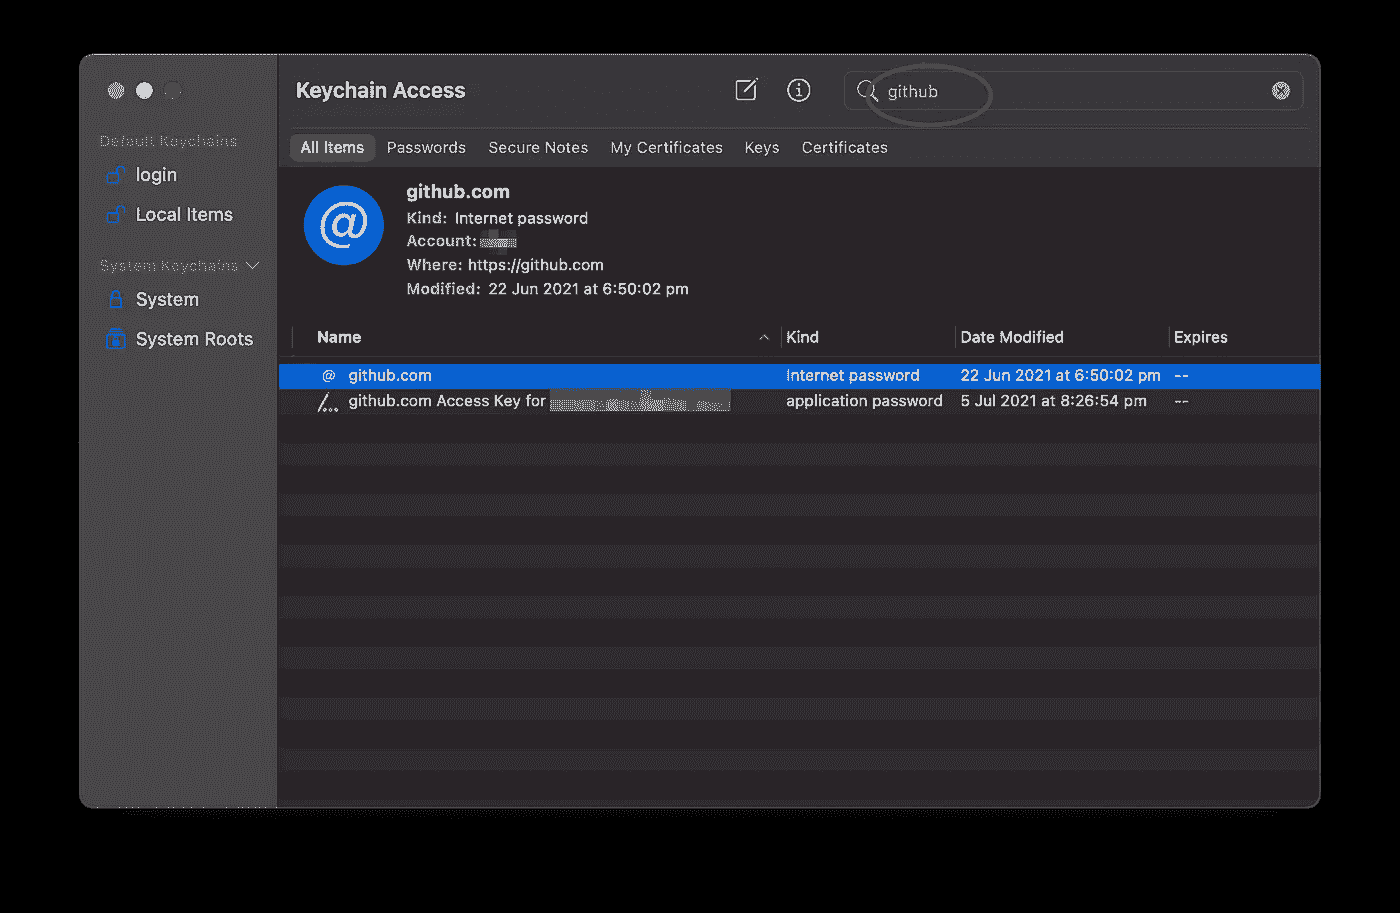 Keychain Access
github
Default Keychains
login
Local Items
System Keychains
System
System Roots
All Items Passwords Secure Notes My Certificates Keys Certificates
@
github.com
Kind: Internet password
Account:
Where: https://github.com
Modified: 22 Jun 2021 at 6:50:02 pm
Name Kind Date Modified Expires
@ github.com Internet password 22 Jun 2021 at 6:50:02 pm --
github.com Access Key for application password 5 Jul 2021 at 8:26:54 pm --